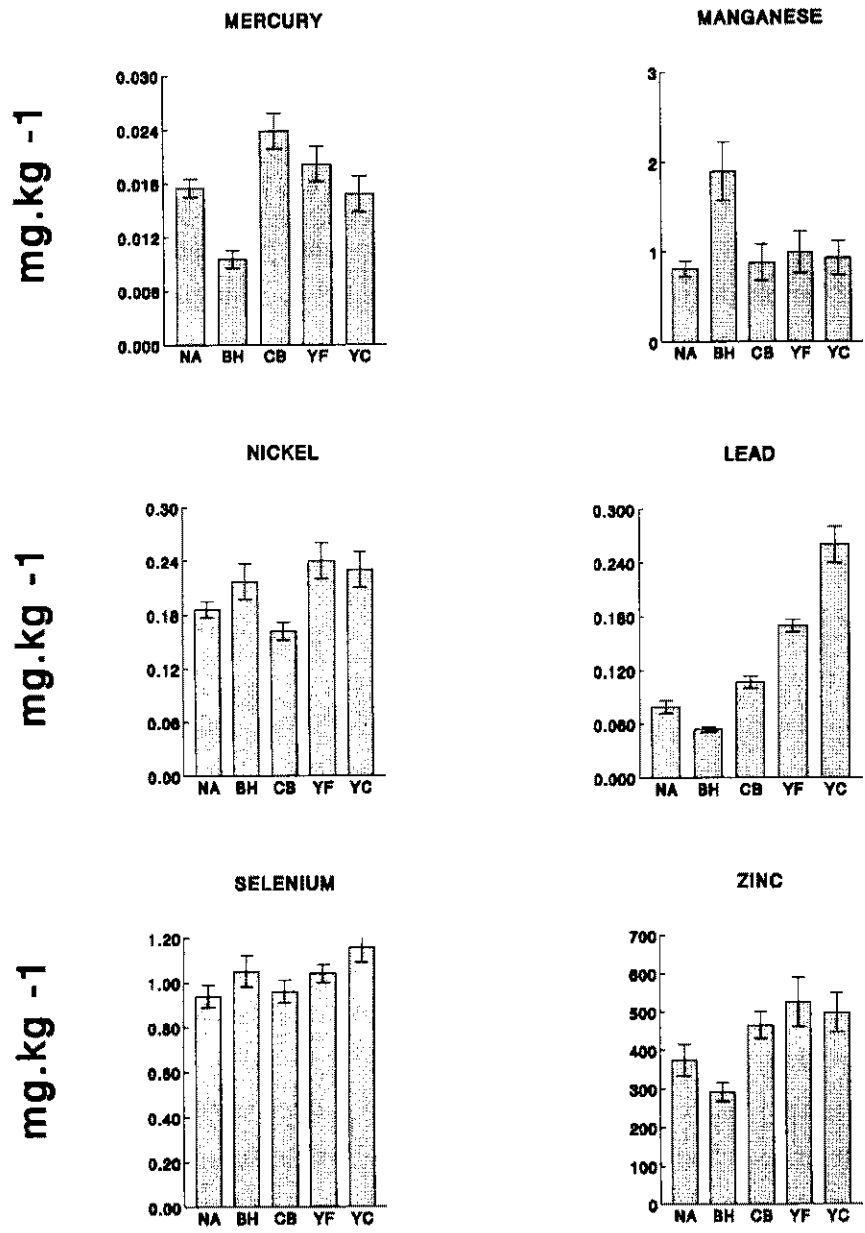 MERCURY
mg.kg -1
0.030
0.024
0.018
0.012
0.006
0.000
NA BH CB YF YC
MANGANESE
3
2
1
0
NA BH CB YF YC
NICKEL
mg.kg -1
0.30
0.24
0.18
0.12
0.06
0.00
NA BH CB YF YC
LEAD
0.300
0.240
0.180
0.120
0.060
0.000
NA BH CB YF YC
SELENIUM
mg.kg -1
1.20
1.00
0.80
0.60
0.40
0.20
0.00
NA BH CB YF YC
ZINC
700
600
500
400
300
200
100
0
NA BH CB YF YC